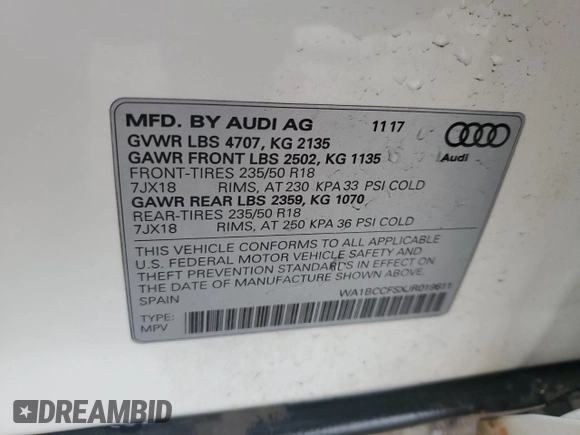 MFD. BY AUDI AG 11 17
GVWR LBS 4707, KG 2135
GAWR FRONT LBS 2502, KG 1135
FRONT-TIRES 235/50 R18
7JX18 RIMS, AT 230 KPA 33 PSI COLD
GAWR REAR LBS 2359, KG 1070
REAR-TIRES 235/50 R18
7JX18 RIMS, AT 250 KPA 36 PSI COLD
Audi
THIS VEHICLE CONFORMS TO ALL APPLICABLE
U.S. FEDERAL MOTOR VEHICLE SAFETY AND
THEFT PREVENTION STANDARDS IN EFFECT ON
THE DATE OF MANUFACTURE SHOWN ABOVE.
SPAIN
WA1BCCFSXJR019611
TYPE:
MPV
DREAMBID